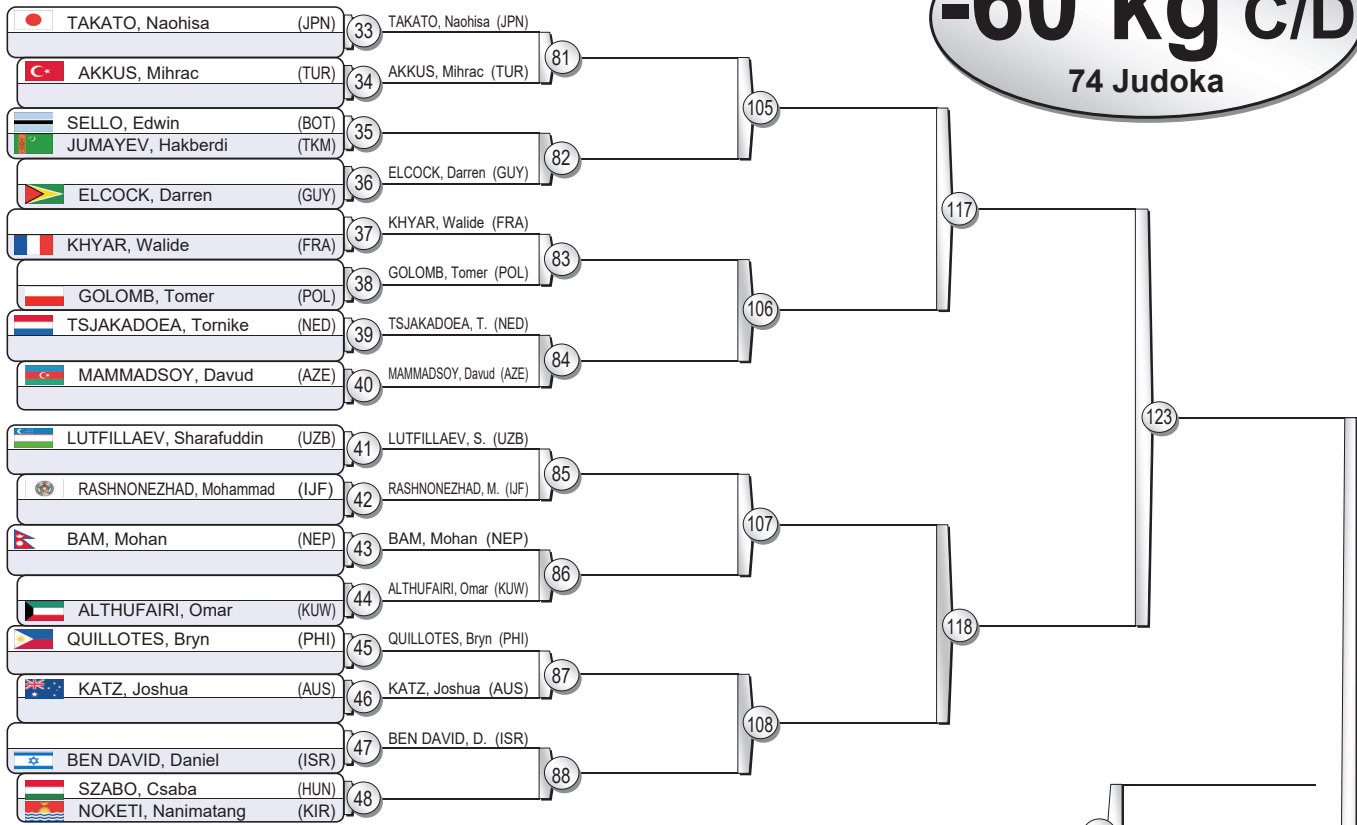 -60 kg C/D
74 Judoka
TAKATO, Naohisa (JPN)
33
TAKATO, Naohisa (JPN)
81
AKKUS, Mihrac (TUR)
34
AKKUS, Mihrac (TUR)
105
SELLO, Edwin (BOT)
JUMAYEV, Hakberdi (TKM)
35
82
ELCOCK, Darren (GUY)
36
ELCOCK, Darren (GUY)
117
KHYAR, Walide (FRA)
37
KHYAR, Walide (FRA)
83
GOLOMB, Tomer (POL)
38
GOLOMB, Tomer (POL)
106
TSJAKADOEA, Tornike (NED)
39
TSJAKADOEA, T. (NED)
84
MAMMADSOY, Davud (AZE)
40
MAMMADSOY, Davud (AZE)
123
LUTFILLAEV, Sharafuddin (UZB)
41
LUTFILLAEV, S. (UZB)
85
RASHNONEZHAD, Mohammad (IJF)
42
RASHNONEZHAD, M. (IJF)
107
BAM, Mohan (NEP)
43
BAM, Mohan (NEP)
86
ALTHUFAIRI, Omar (KUW)
44
ALTHUFAIRI, Omar (KUW)
118
QUILLOTES, Bryn (PHI)
45
QUILLOTES, Bryn (PHI)
87
KATZ, Joshua (AUS)
46
KATZ, Joshua (AUS)
108
BEN DAVID, Daniel (ISR)
47
BEN DAVID, D. (ISR)
88
SZABO, Csaba (HUN)
NOKETI, Nanimatang (KIR)
48